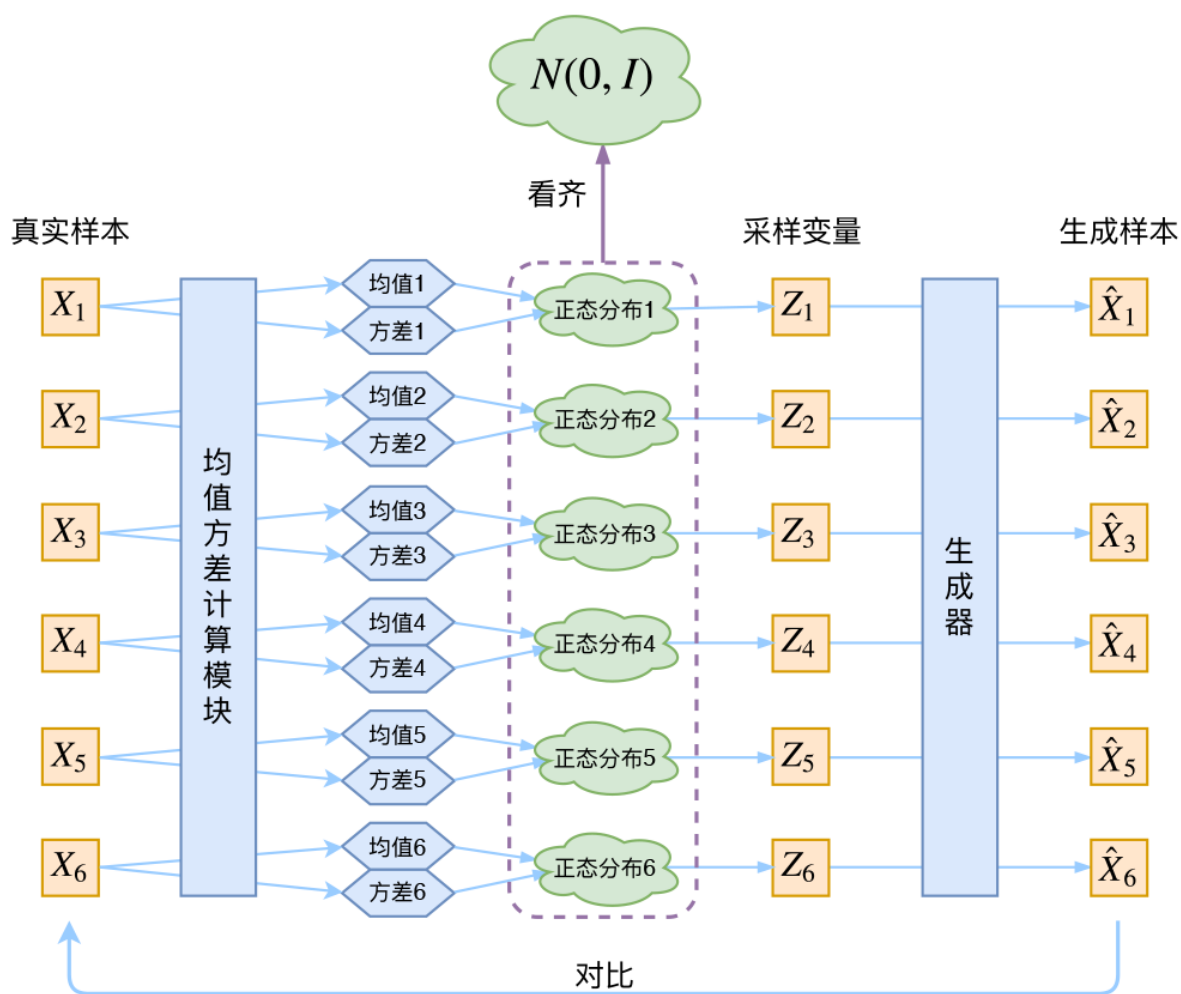 N(0, I)
看齐
真实样本
采样变量
生成样本
X₁
均值1
方差1
正态分布1
Z₁
X̂₁
X₂
均值2
方差2
正态分布2
Z₂
X̂₂
均值方差计算模块
X₃
均值3
方差3
正态分布3
Z₃
生成器
X̂₃
X₄
均值4
方差4
正态分布4
Z₄
X̂₄
X₅
均值5
方差5
正态分布5
Z₅
X̂₅
X₆
均值6
方差6
正态分布6
Z₆
X̂₆
对比